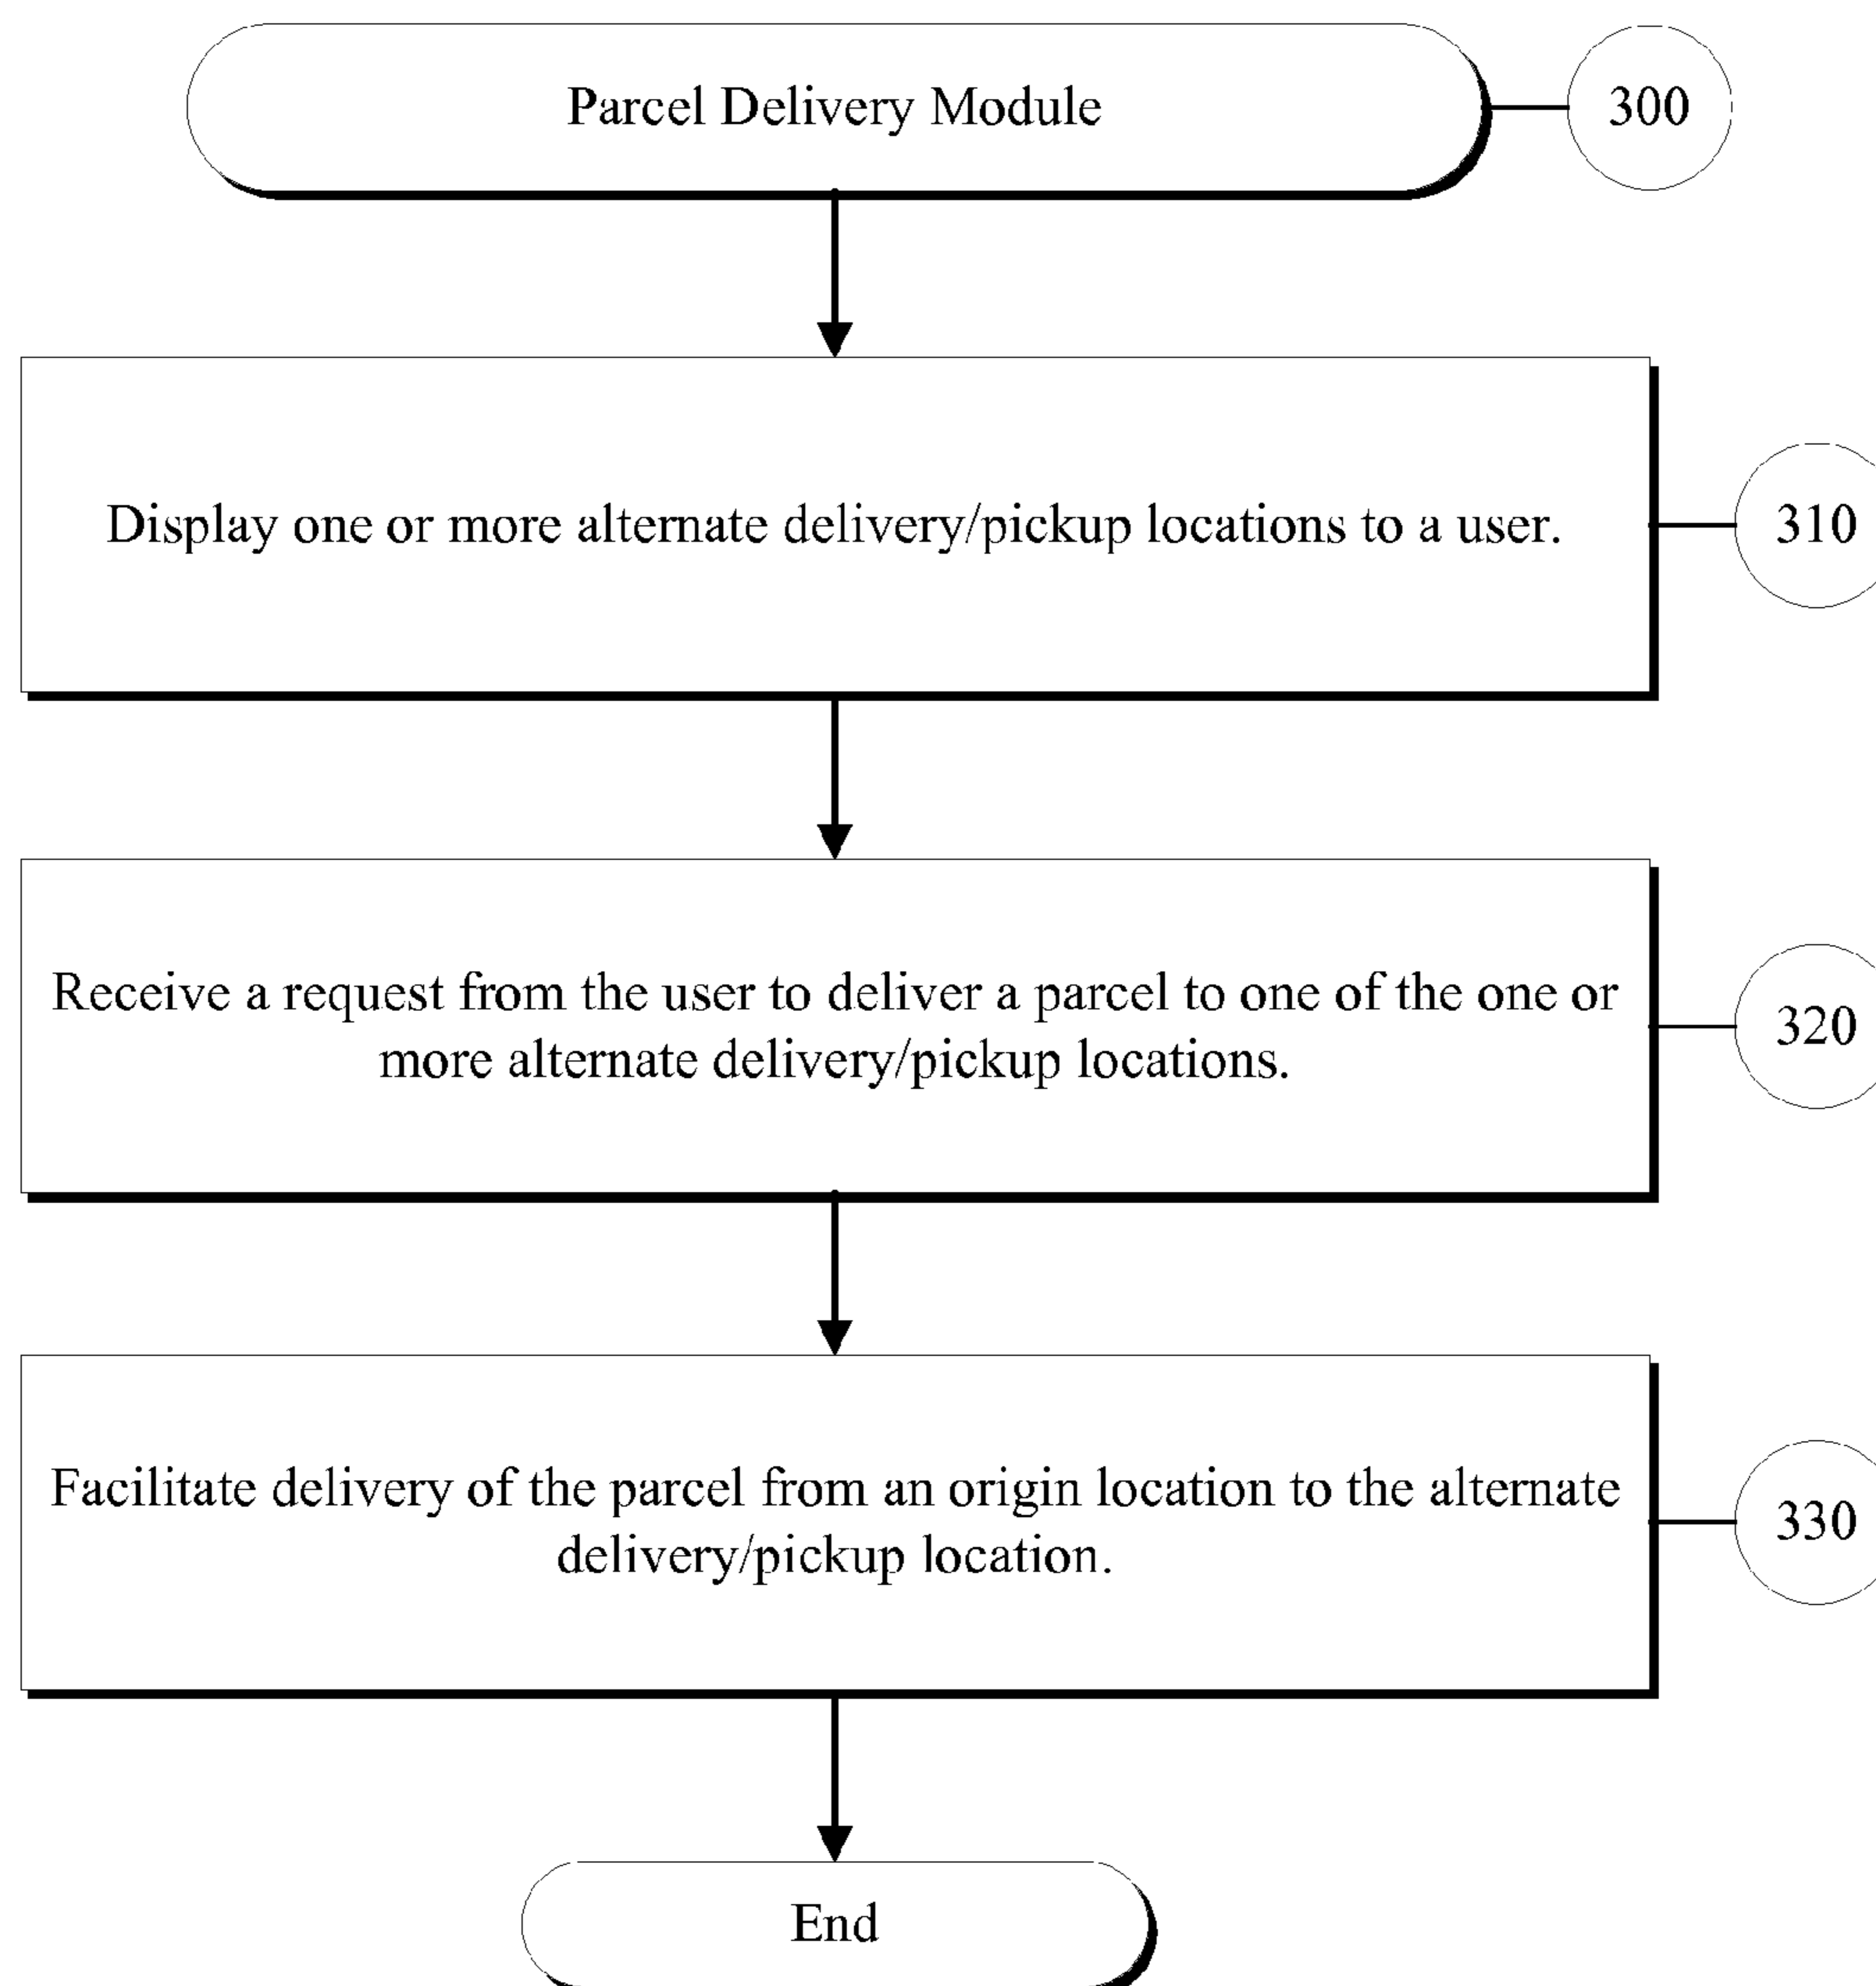 Parcel Delivery Module
300
Display one or more alternate delivery/pickup locations to a user.
310
Receive a request from the user to deliver a parcel to one of the one or
more alternate delivery/pickup locations.
320
Facilitate delivery of the parcel from an origin location to the alternate
delivery/pickup location.
330
End